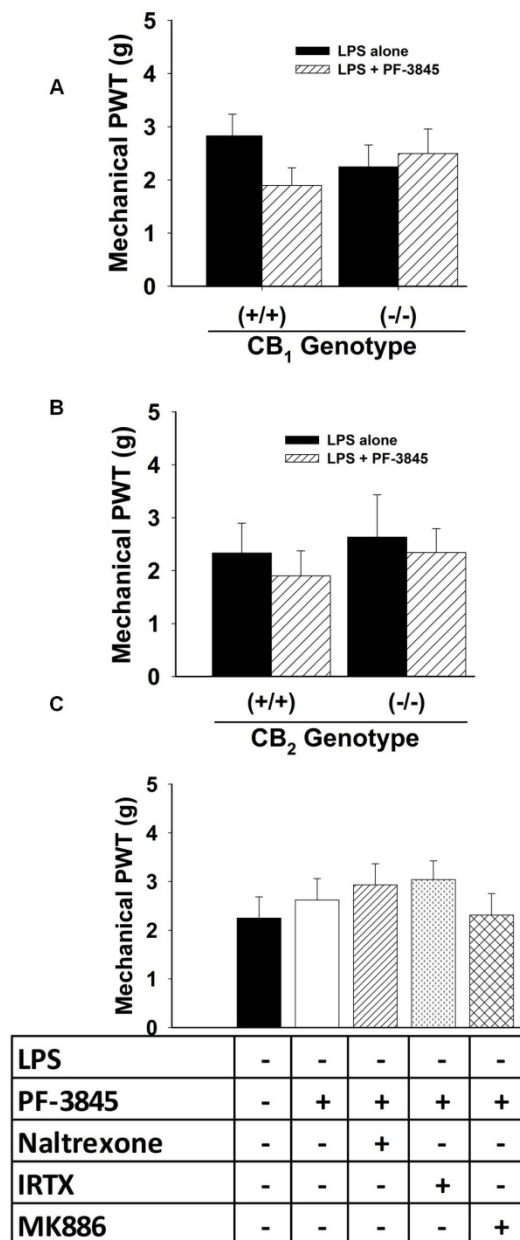 A
Mechanical PWT (g)
5
4
3
2
1
0
LPS alone
LPS + PF-3845
(+/+) (-/-)
CB₁ Genotype
B
Mechanical PWT (g)
5
4
3
2
1
0
LPS alone
LPS + PF-3845
(+/+) (-/-)
CB₂ Genotype
C
Mechanical PWT (g)
5
4
3
2
1
0
LPS - - - - -
PF-3845 - + + + +
Naltrexone - - + - -
IRTX - - - + -
MK886 - - - - +